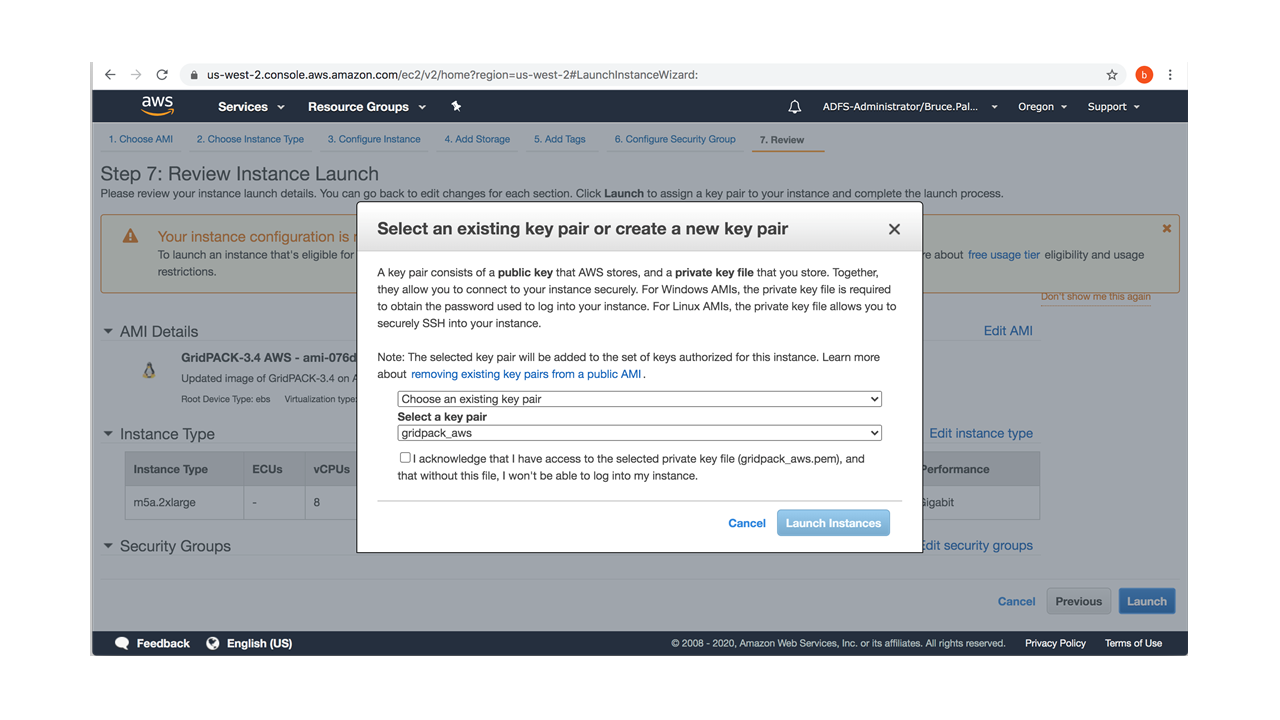 us-west-2.console.aws.amazon.com/ec2/v2/home?region=us-west-2#LaunchInstanceWizard:
b
aws
Services
Resource Groups
ADFS-Administrator/Bruce.Pal...
Oregon
Support
1. Choose AMI
2. Choose Instance Type
3. Configure Instance
4. Add Storage
5. Add Tags
6. Configure Security Group
7. Review
Step 7: Review Instance Launch
Please review your instance launch details. You can go back to edit changes for each section. Click Launch to assign a key pair to your instance and complete the launch process.
Your instance configuration is
To launch an instance that's eligible for
about free usage tier eligibility and usage
restrictions.
Don't show me this again
Select an existing key pair or create a new key pair
A key pair consists of a public key that AWS stores, and a private key file that you store. Together,
they allow you to connect to your instance securely. For Windows AMIs, the private key file is required
to obtain the password used to log into your instance. For Linux AMIs, the private key file allows you to
securely SSH into your instance.
Note: The selected key pair will be added to the set of keys authorized for this instance. Learn more
about removing existing key pairs from a public AMI.
Choose an existing key pair
Select a key pair
gridpack_aws
I acknowledge that I have access to the selected private key file (gridpack_aws.pem), and
that without this file, I won't be able to log into my instance.
Cancel
Launch Instances
AMI Details
Edit AMI
GridPACK-3.4 AWS - ami-076d
Updated image of GridPACK-3.4 on
Root Device Type: ebs
Virtualization type:
Instance Type
Edit instance type
Instance Type
ECUs
vCPUs
Performance
m5a.2xlarge
-
8
Gigabit
Security Groups
Edit security groups
Cancel
Previous
Launch
Feedback
English (US)
© 2008 - 2020, Amazon Web Services, Inc. or its affiliates. All rights reserved.
Privacy Policy
Terms of Use